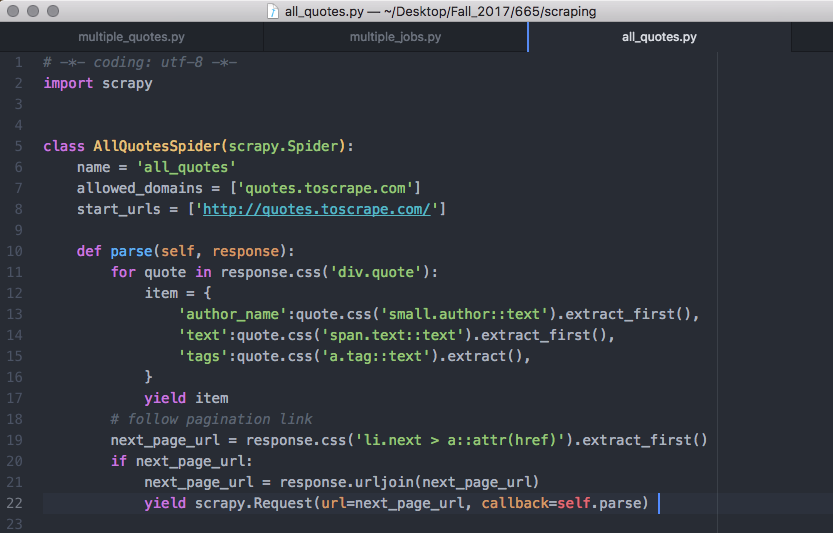 all_quotes.py — ~/Desktop/Fall_2017/665/scraping
multiple_quotes.py multiple_jobs.py all_quotes.py
1 # -*- coding: utf-8 -*-
2 import scrapy
3
4
5 class AllQuotesSpider(scrapy.Spider):
6     name = 'all_quotes'
7     allowed_domains = ['quotes.toscrape.com']
8     start_urls = ['http://quotes.toscrape.com/']
9
10     def parse(self, response):
11         for quote in response.css('div.quote'):
12             item = {
13                 'author_name':quote.css('small.author::text').extract_first(),
14                 'text':quote.css('span.text::text').extract_first(),
15                 'tags':quote.css('a.tag::text').extract(),
16             }
17             yield item
18         # follow pagination link
19         next_page_url = response.css('li.next > a::attr(href)').extract_first()
20         if next_page_url:
21             next_page_url = response.urljoin(next_page_url)
22             yield scrapy.Request(url=next_page_url, callback=self.parse)
23